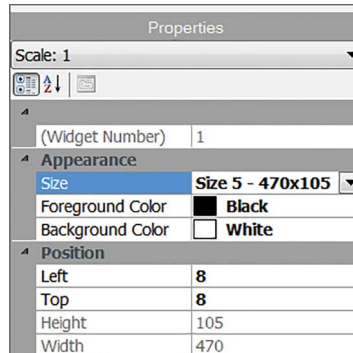 Properties
Scale: 1
(Widget Number) 1
Appearance
Size Size 5 - 470x105
Foreground Color Black
Background Color White
Position
Left 8
Top 8
Height 105
Width 470